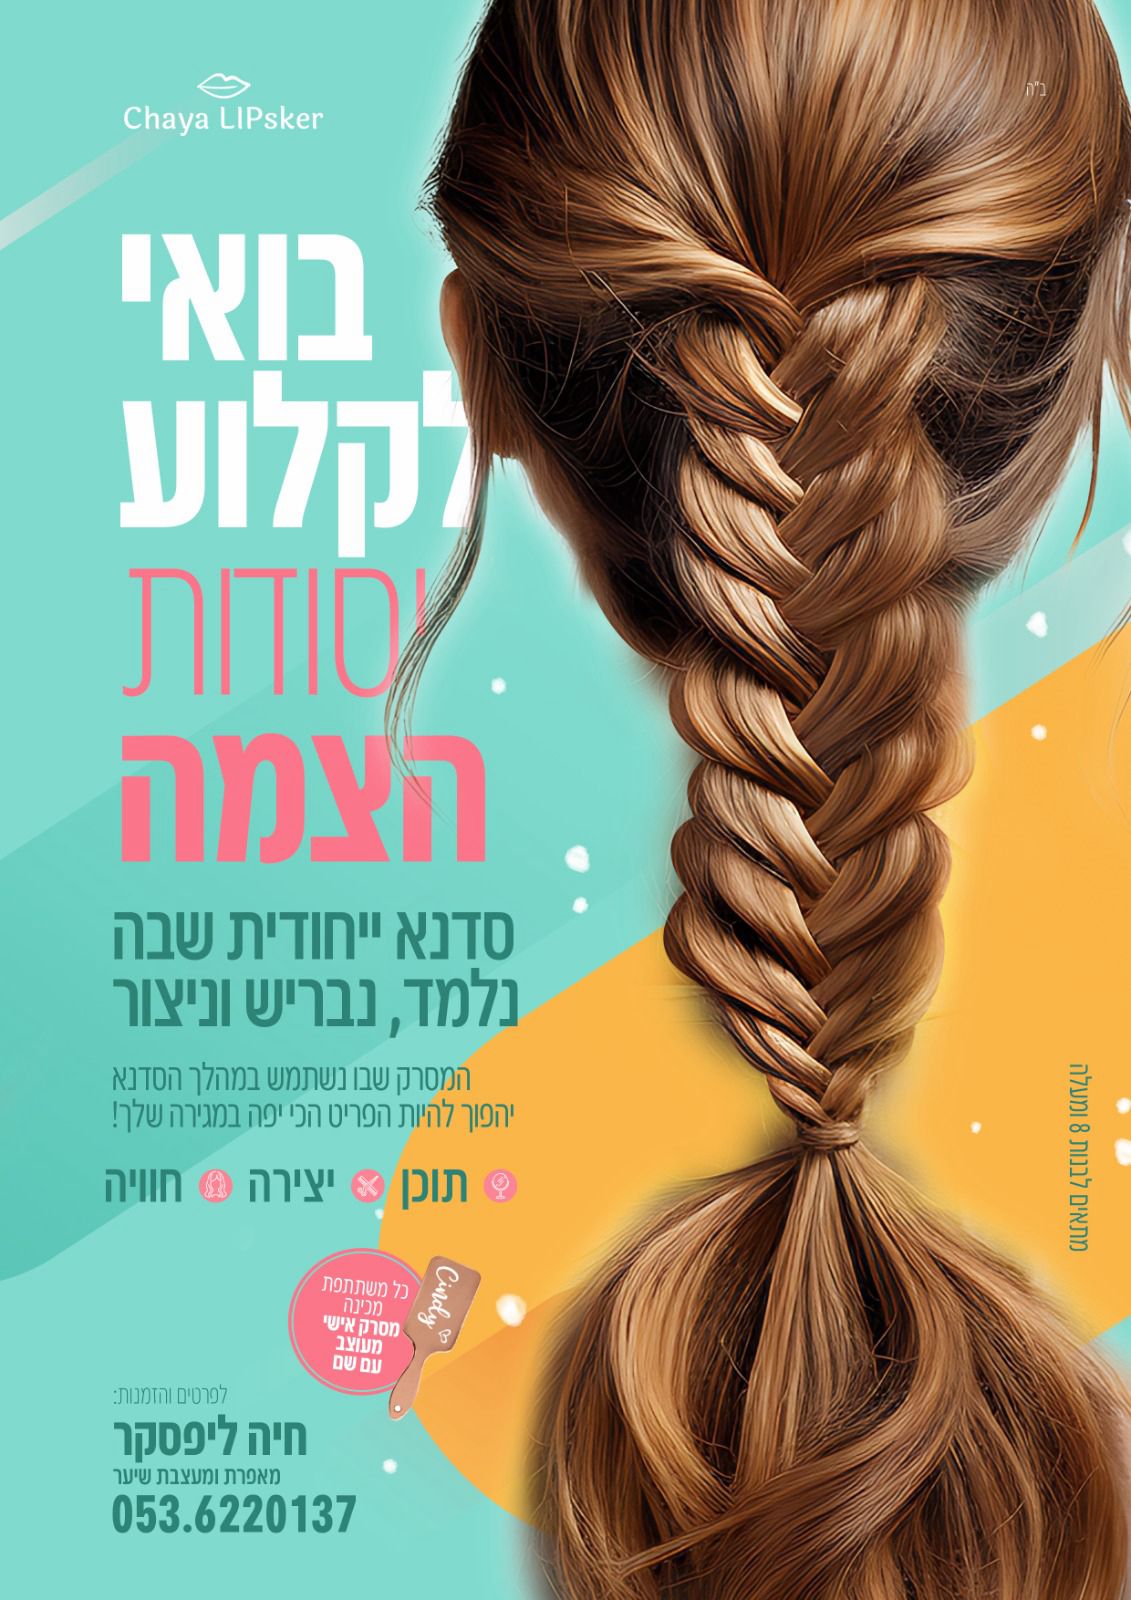 ב"ה
Chaya LIPsker
בואי
לקלוע
יסודות
הצמה
סדנא ייחודית שבה
נלמד, נבריש וניצור
המסרק שבו נשתמש במהלך הסדנא
יהפוך להיות הפריט הכי יפה במגירה שלך!
תוכן יצירה חוויה
מתאים לבנות 8 ומעלה
כל משתתפת
מכינה
מסרק אישי
מעוצב
עם שם
Cindy
לפרטים והזמנות:
חיה ליפסקר
מאפרת ומעצבת שיער
053.6220137